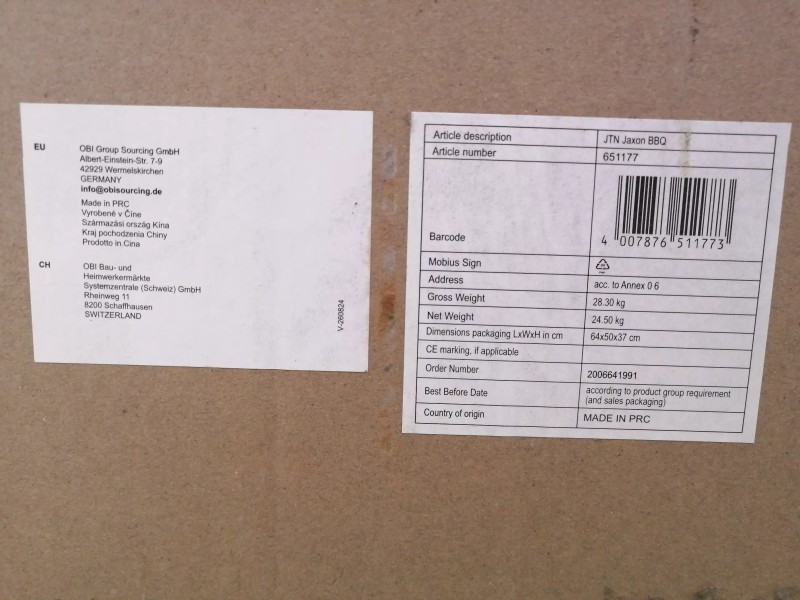 EU
OBI Group Sourcing GmbH
Albert-Einstein-Str. 7-9
42929 Wermelskirchen
GERMANY
info@obisourcing.de
Made in PRC
Vyrobené v Číne
Származási ország Kína
Kraj pochodzenia Chiny
Prodotto in Cina
CH
OBI Bau- und
Heimwerkermärkte
Systemzentrale (Schweiz) GmbH
Rheinweg 11
8200 Schaffhausen
SWITZERLAND
V-260824
Article description JTN Jaxon BBQ
Article number 651177
Barcode 4 007876 511773
Mobius Sign
Address acc. to Annex 0 6
Gross Weight 28.30 kg
Net Weight 24.50 kg
Dimensions packaging LxWxH in cm 64x50x37 cm
CE marking, if applicable
Order Number 2006641991
Best Before Date according to product group requirement
(and sales packaging)
Country of origin MADE IN PRC